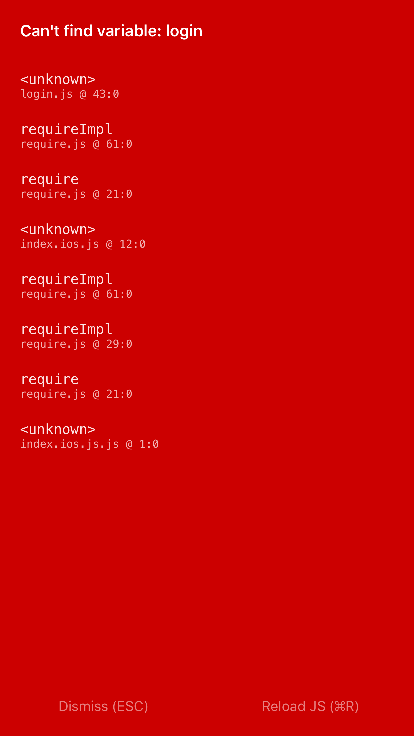 Can't find variable: login
<unknown>
login.js @ 43:0
requireImpl
require.js @ 61:0
require
require.js @ 21:0
<unknown>
index.ios.js @ 12:0
requireImpl
require.js @ 61:0
requireImpl
require.js @ 29:0
require
require.js @ 21:0
<unknown>
index.ios.js.js @ 1:0
Dismiss (ESC)
Reload JS (⌘R)